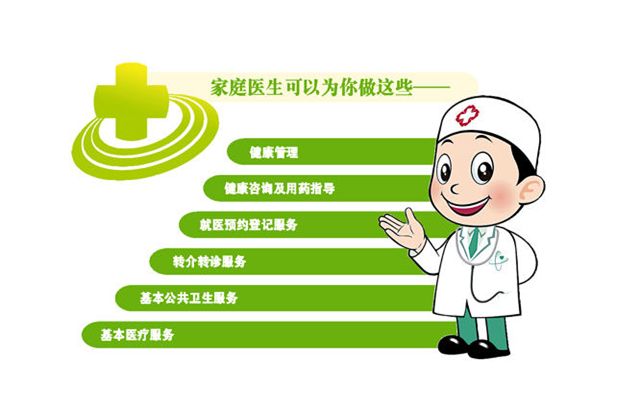 家庭医生可以为你做这些——
健康管理
健康咨询及用药指导
就医预约登记服务
转介转诊服务
基本公共卫生服务
基本医疗服务